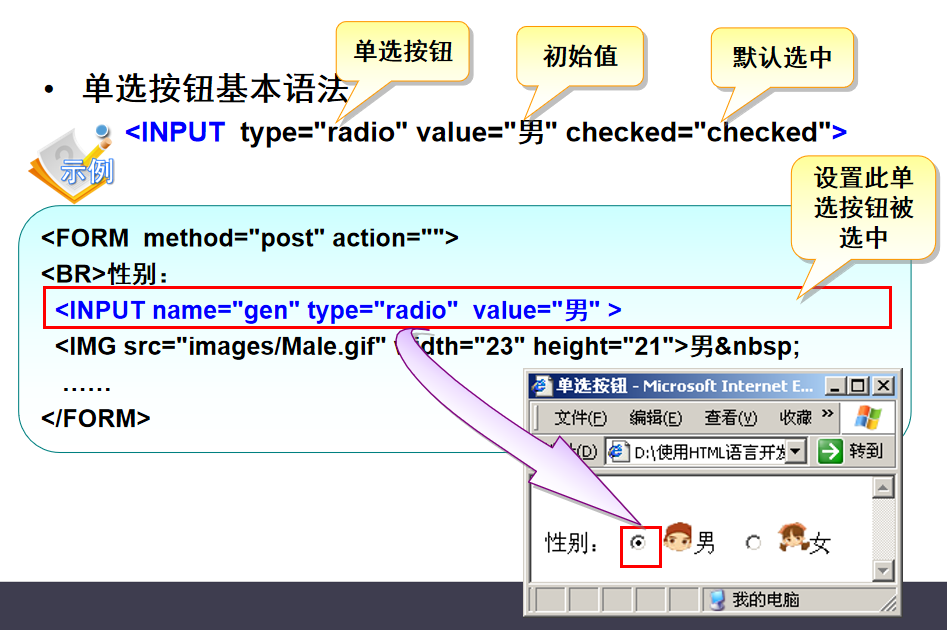 单选按钮
初始值
默认选中
• 单选按钮基本语法
<INPUT type="radio" value="男" checked="checked">
示例
设置此单
选按钮被
选中
<FORM method="post" action="">
<BR>性别：
<INPUT name="gen" type="radio" value="男" >
<IMG src="images/Male.gif" width="23" height="21">男&nbsp;
……
</FORM>
单选按钮 - Microsoft Internet E...
文件(F) 编辑(E) 查看(V) 收藏 »
(D) D:\使用HTML语言开发 转到
性别： 男 女
我的电脑